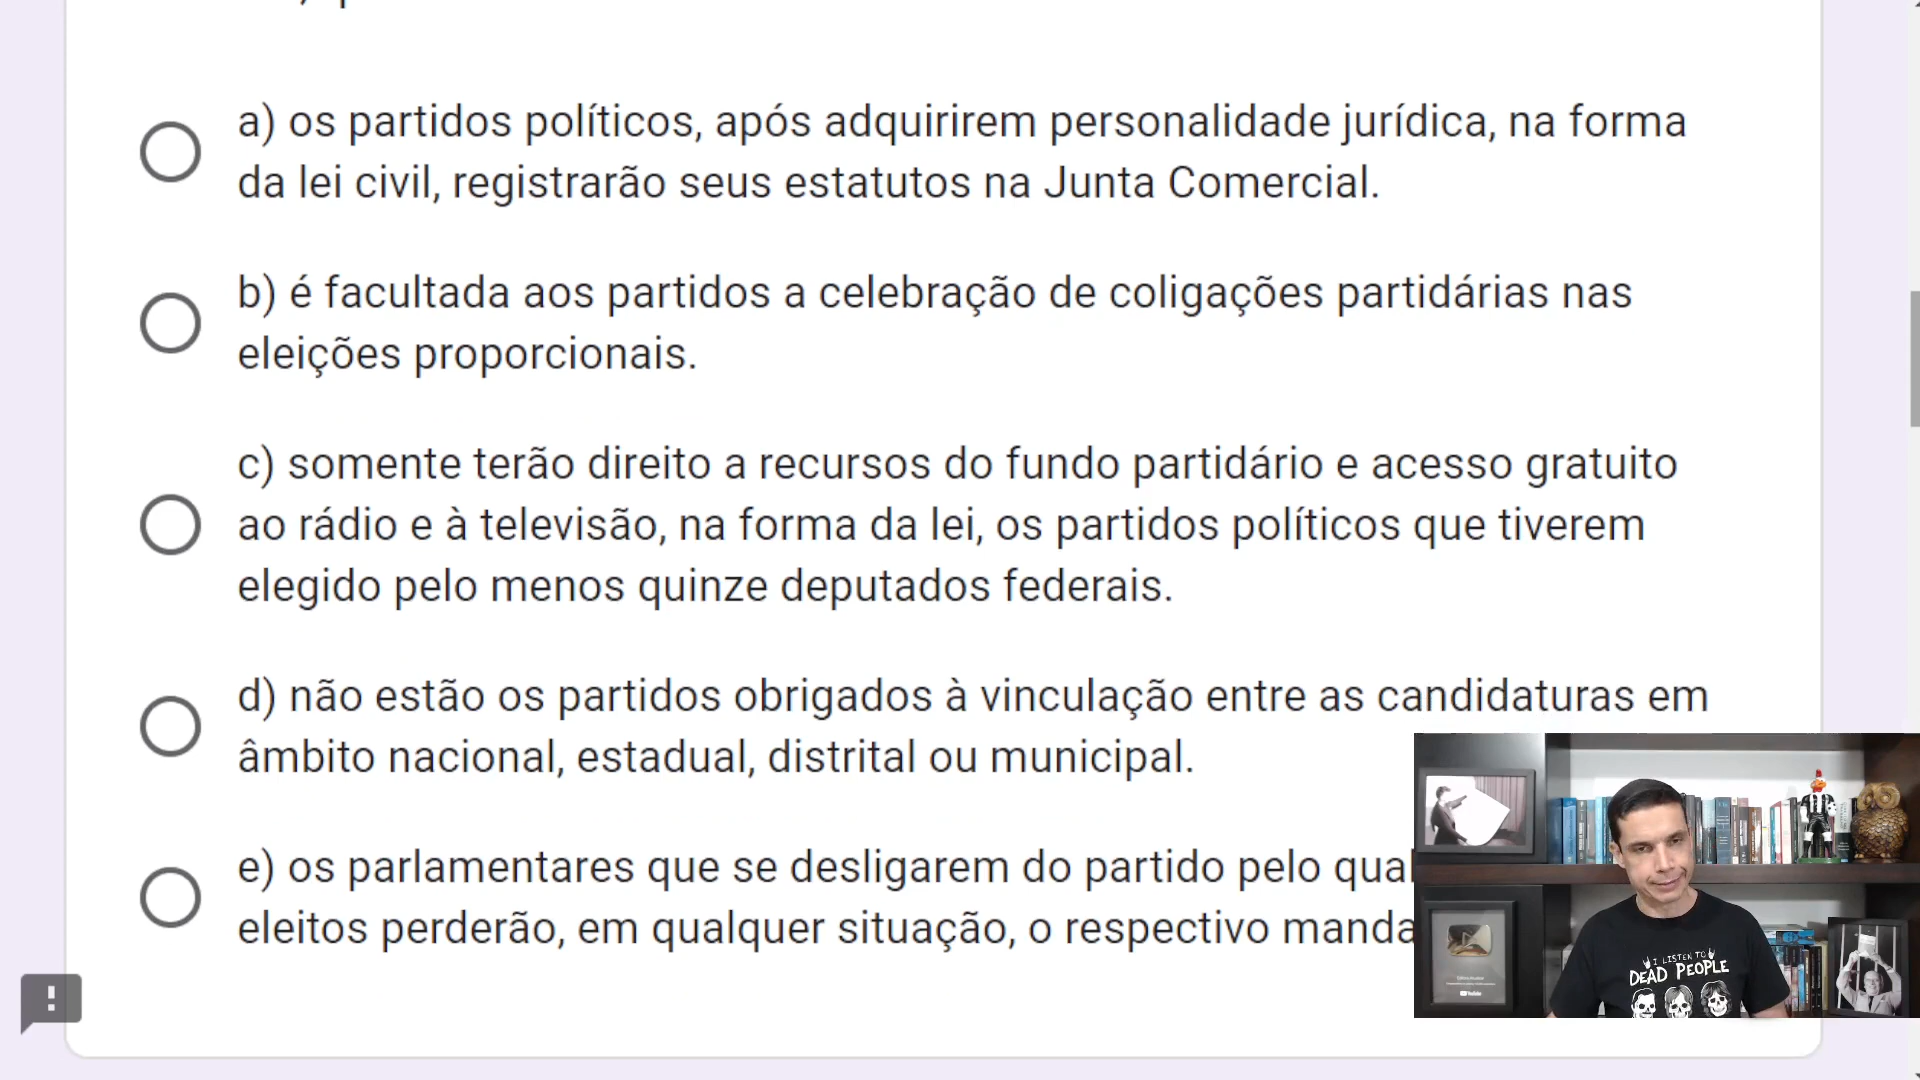 a) os partidos políticos, após adquirirem personalidade jurídica, na forma
da lei civil, registrarão seus estatutos na Junta Comercial.
b) é facultada aos partidos a celebração de coligações partidárias nas
eleições proporcionais.
c) somente terão direito a recursos do fundo partidário e acesso gratuito
ao rádio e à televisão, na forma da lei, os partidos políticos que tiverem
elegido pelo menos quinze deputados federais.
d) não estão os partidos obrigados à vinculação entre as candidaturas em
âmbito nacional, estadual, distrital ou municipal.
e) os parlamentares que se desligarem do partido pelo qual
eleitos perderão, em qualquer situação, o respectivo manda
I LISTEN TO
DEAD PEOPLE